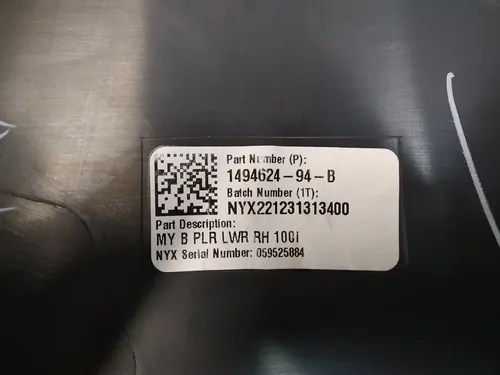 Part Number (P):
1494624-94-B
Batch Number (1T):
NYX221231313400
Part Description:
MY B PLR LWR RH 100i
NYX Serial Number: 059525884